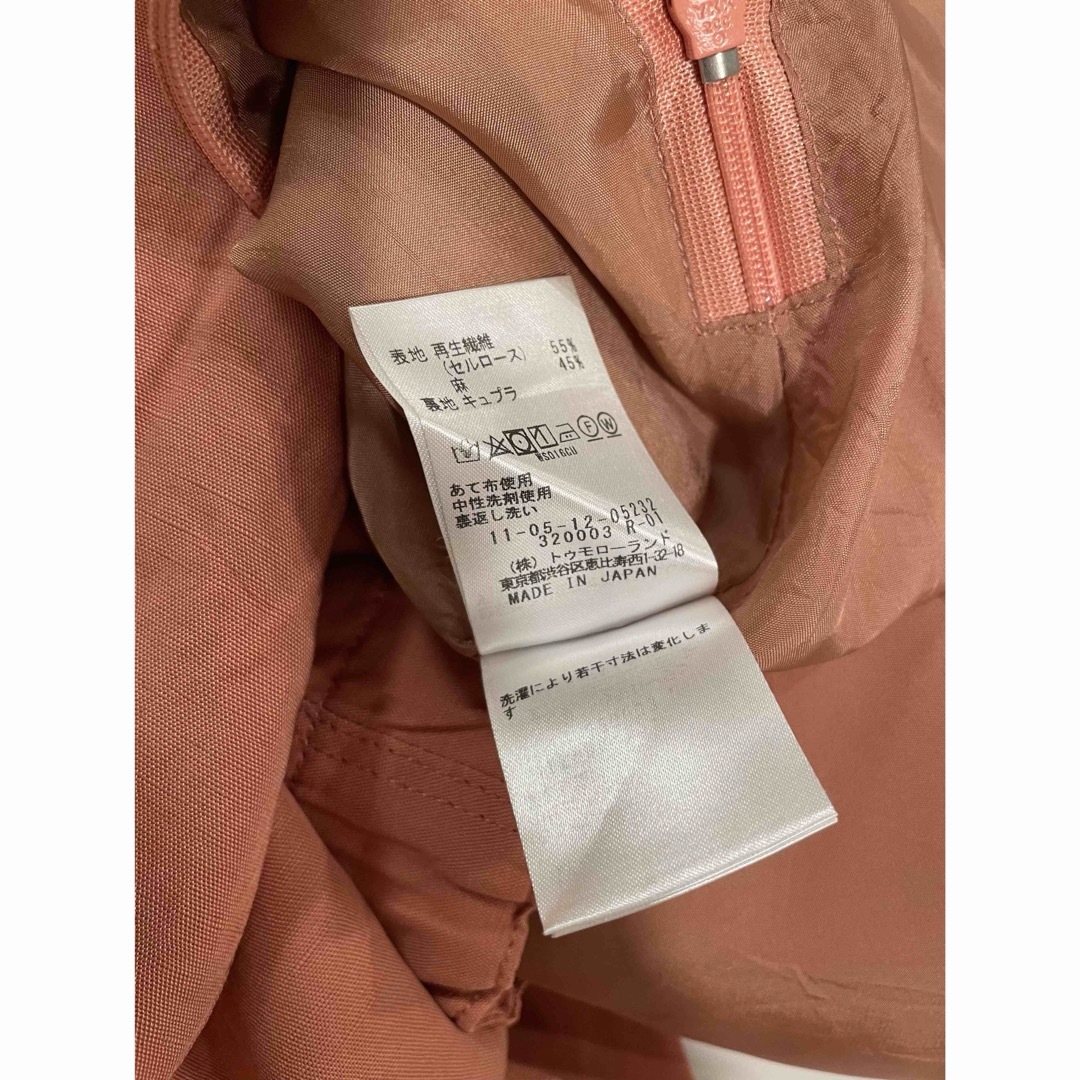 表地 再生繊維 55%
(セルロース)
麻 45%
裏地 キュプラ
F W
WS016CU
あて布使用
中性洗剤使用
裏返し洗い
11-05-12-05232
320003 R-01
(株) トゥモローランド
東京都渋谷区恵比寿西1-32-18
MADE IN JAPAN
洗濯により若干寸法は変化しま
す